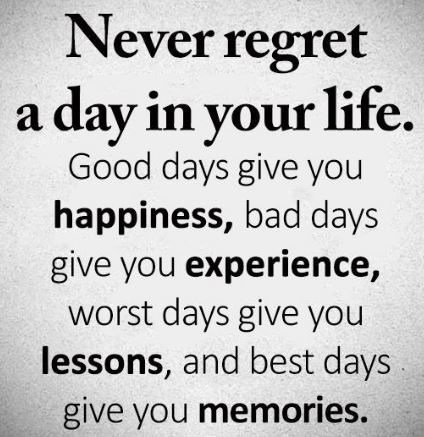 Never regret
a day in your life.
Good days give you
happiness, bad days
give you experience,
worst days give you
lessons, and best days
give you memories.